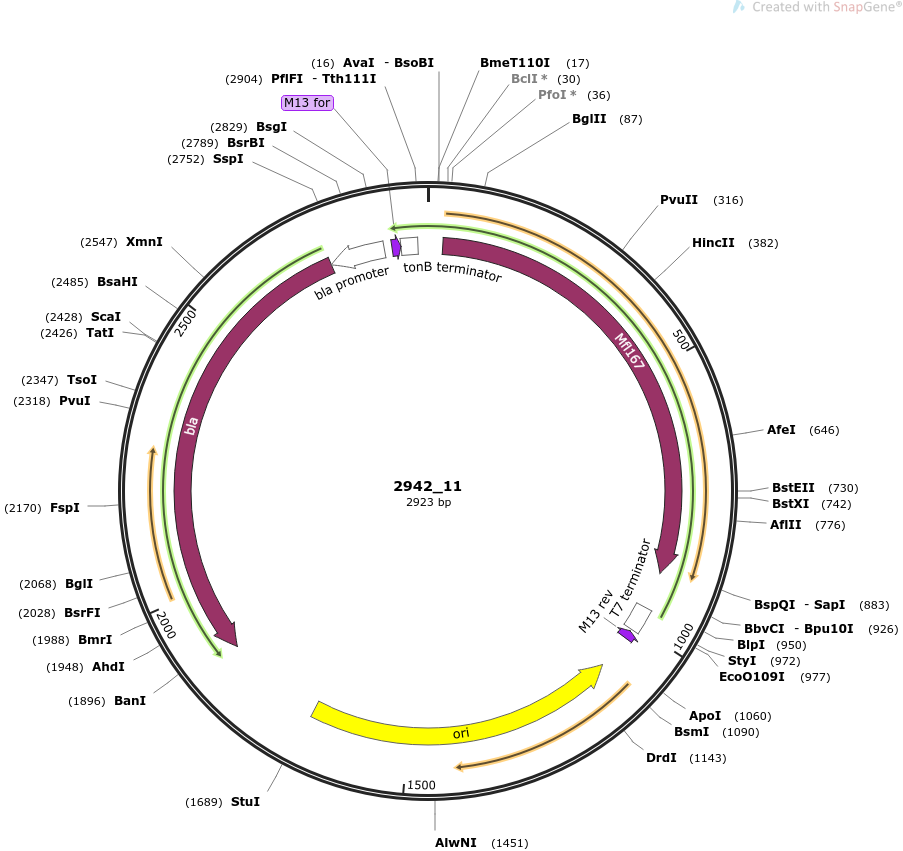 Created with SnapGene®
(16) AvaI - BsoBI
BmeT110I (17)
(2904) PflFI - Tth111I
BclI * (30)
PfoI * (36)
M13 for
BglII (87)
(2829) BsgI
(2789) BsrBI
(2752) SspI
PvuII (316)
HincII (382)
(2547) XmnI
(2485) BsaHI
(2428) ScaI
(2426) TatI
(2347) TsoI
(2318) PvuI
bla promoter
tonB terminator
2500
500
Mfl167
bla
AfeI (646)
2942_11
2923 bp
BstEII (730)
BstXI (742)
AflII (776)
(2170) FspI
(2068) BglI
(2028) BsrFI
(1988) BmrI
(1948) AhdI
(1896) BanI
2000
T7 terminator
M13 rev
1000
BspQI - SapI (883)
BbvCI - Bpu10I (926)
BlpI (950)
StyI (972)
EcoO109I (977)
ApoI (1060)
BsmI (1090)
DrdI (1143)
ori
1500
(1689) StuI
AlwNI (1451)